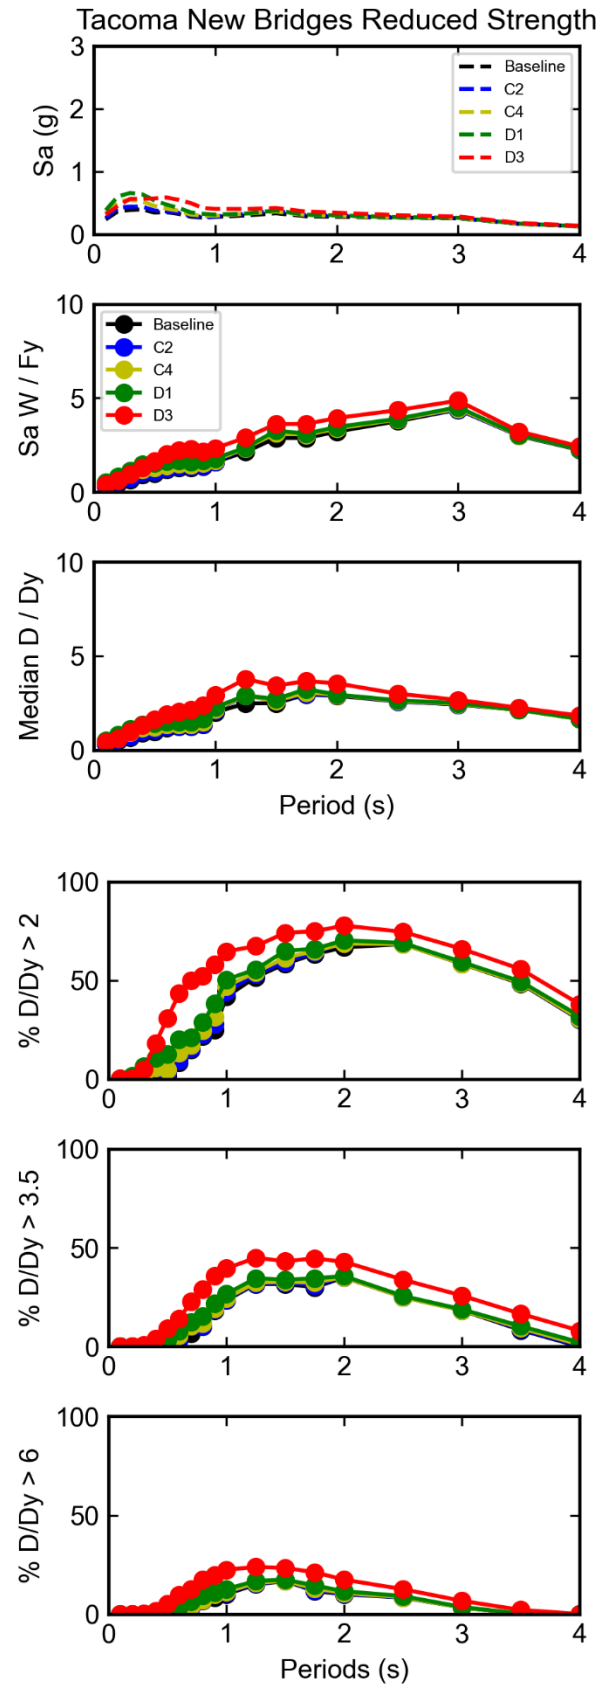 Tacoma New Bridges Reduced Strength
3
2
1
0
Sa (g)
Baseline
C2
C4
D1
D3
0 1 2 3 4
10
5
0
Sa W / Fy
Baseline
C2
C4
D1
D3
0 1 2 3 4
10
5
0
Median D / Dy
0 1 2 3 4
Period (s)
100
50
0
% D/Dy > 2
0 1 2 3 4
100
50
0
% D/Dy > 3.5
0 1 2 3 4
100
50
0
% D/Dy > 6
0 1 2 3 4
Periods (s)